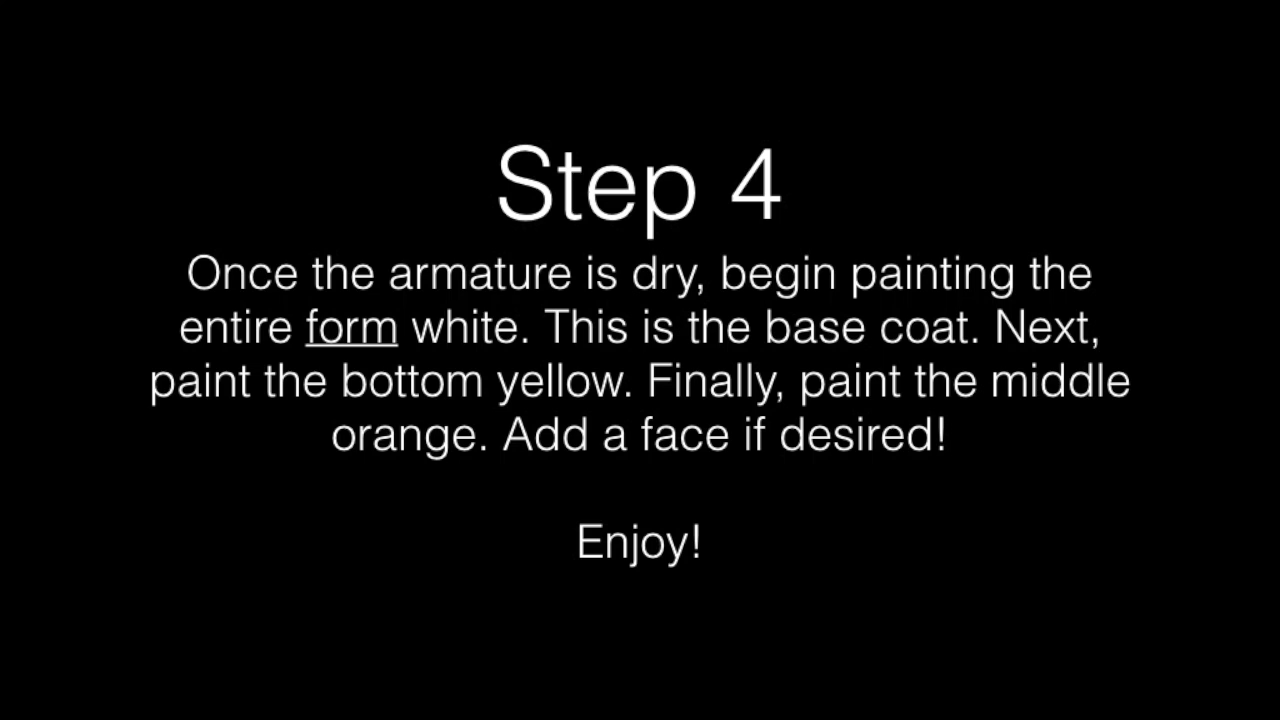 Step 4
Once the armature is dry, begin painting the
entire form white. This is the base coat. Next,
paint the bottom yellow. Finally, paint the middle
orange. Add a face if desired!
Enjoy!